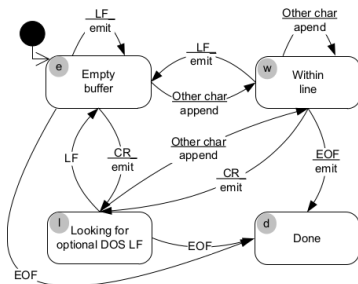 LF
emit
Other char
apend
e
Empty
buffer
LF
emit
w
Within
line
Other char
append
LF
CR
emit
Other char
append
CR
emit
EOF
emit
l
Looking for
optional DOS LF
EOF
d
Done
EOF